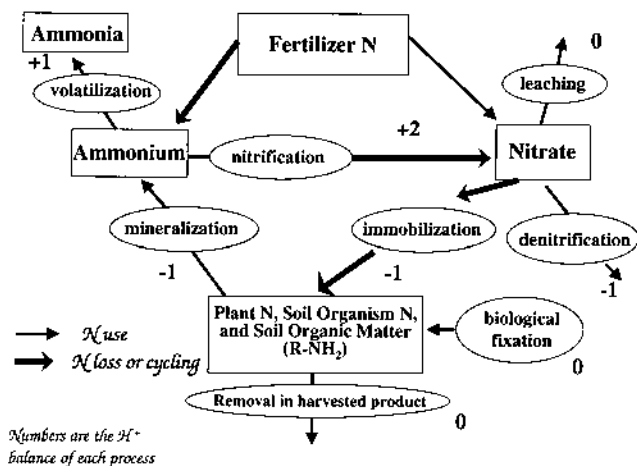 Ammonia
Fertilizer N
0
+1
volatilization
leaching
+2
Ammonium
nitrification
Nitrate
mineralization
immobilization
denitrification
-1
-1
-1
Plant N, Soil Organism N,
and Soil Organic Matter
(R-NH₂)
biological
fixation
N use
N loss or cycling
0
Removal in harvested product
0
Numbers are the H⁺
balance of each process